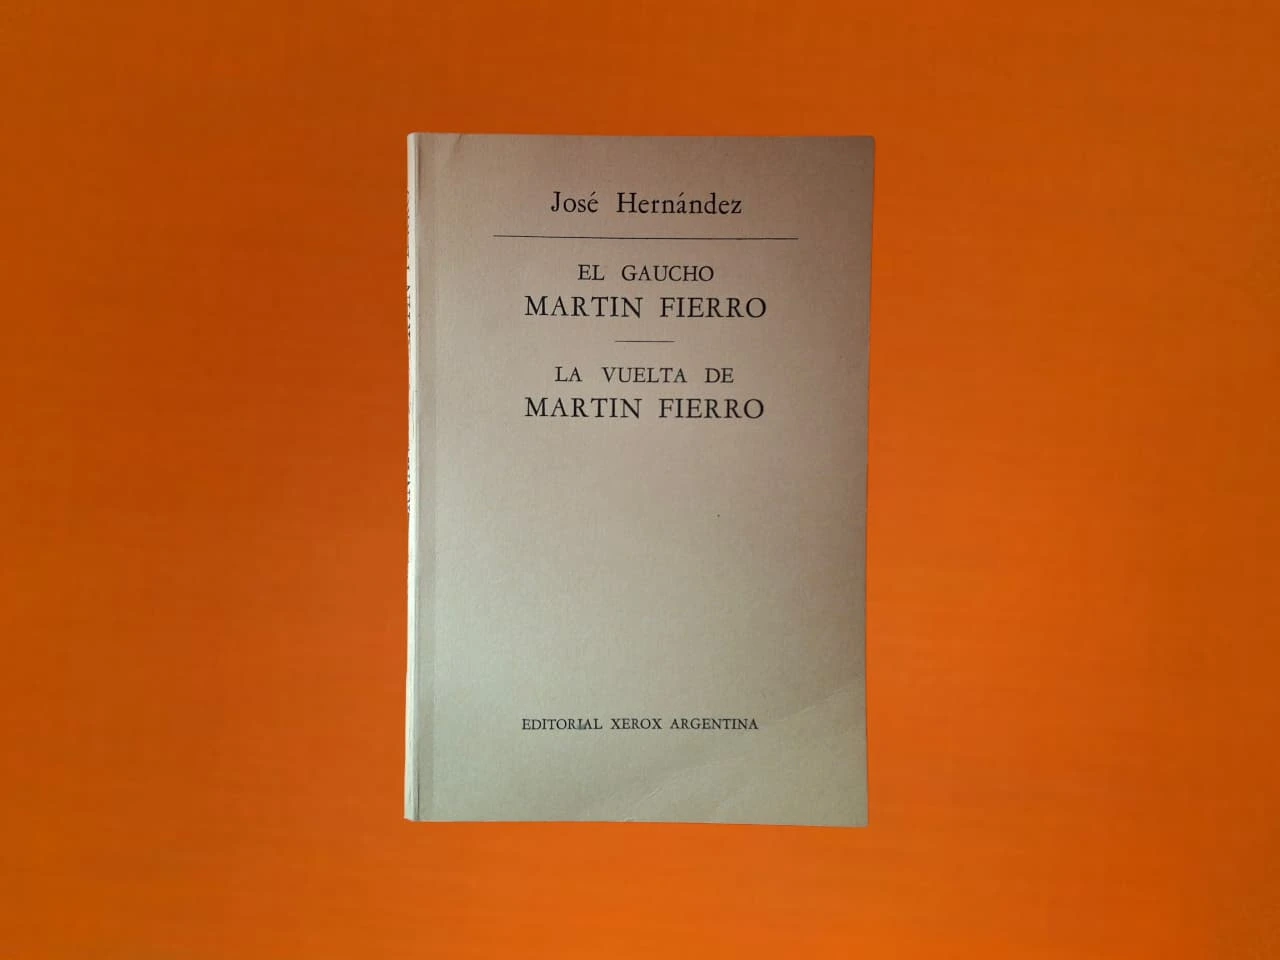 José Hernández
EL GAUCHO
MARTIN FIERRO
LA VUELTA DE
MARTIN FIERRO
EDITORIAL XEROX ARGENTINA